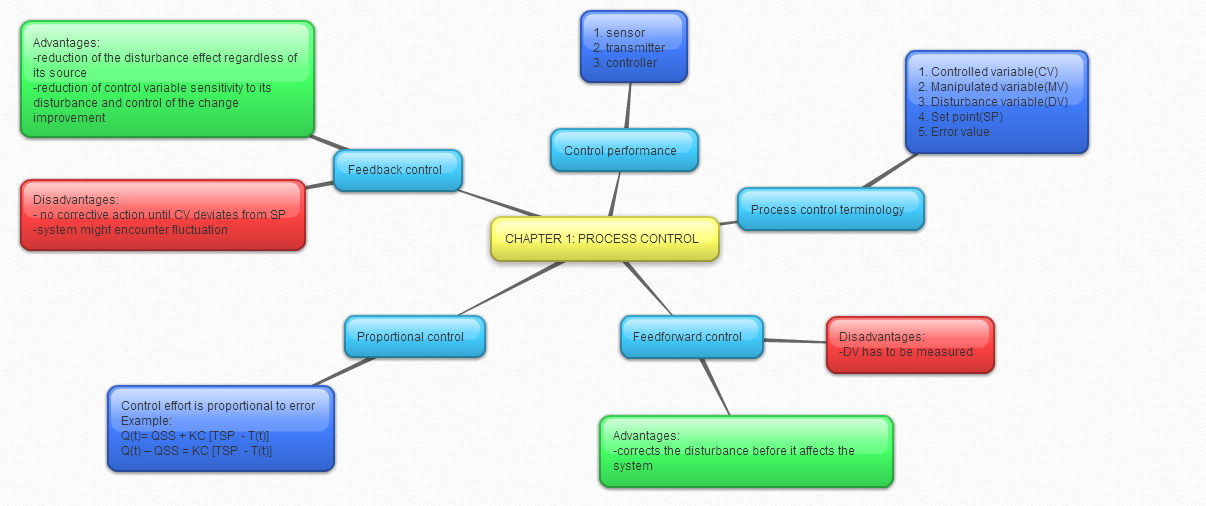 CHAPTER 1: PROCESS CONTROL
Feedback control
Advantages:
-reduction of the disturbance effect regardless of
its source
-reduction of control variable sensitivity to its
disturbance and control of the change
improvement
Disadvantages:
- no corrective action until CV deviates from SP
-system might encounter fluctuation
Control performance
1. sensor
2. transmitter
3. controller
Process control terminology
1. Controlled variable(CV)
2. Manipulated variable(MV)
3. Disturbance variable(DV)
4. Set point(SP)
5. Error value
Proportional control
Control effort is proportional to error
Example:
Q(t)= QSS + KC [TSP  - T(t)]
Q(t) – QSS = KC [TSP  - T(t)]
Feedforward control
Disadvantages:
-DV has to be measured
Advantages:
-corrects the disturbance before it affects the
system